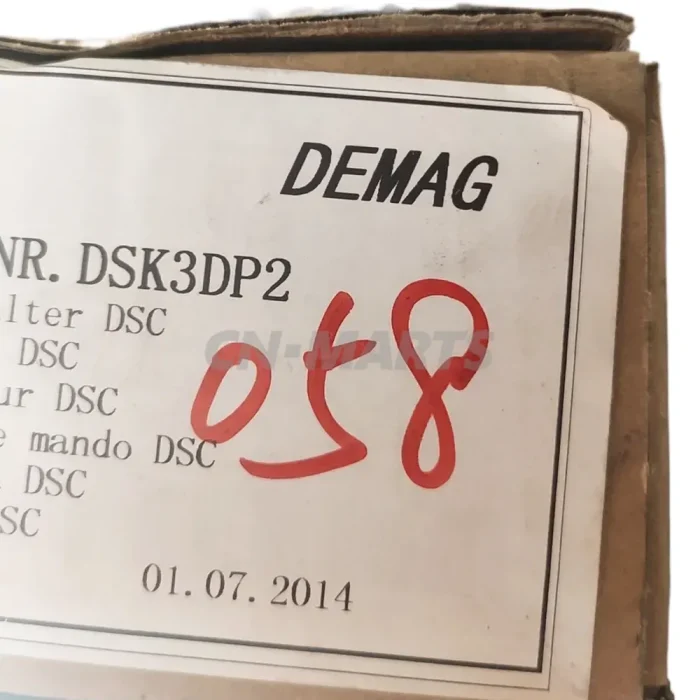 DEMAG
NR. DSK3DP2
lter DSC
DSC
ur DSC
058
CN-MARTS
e mando DSC
DSC
SC
01.07.2014